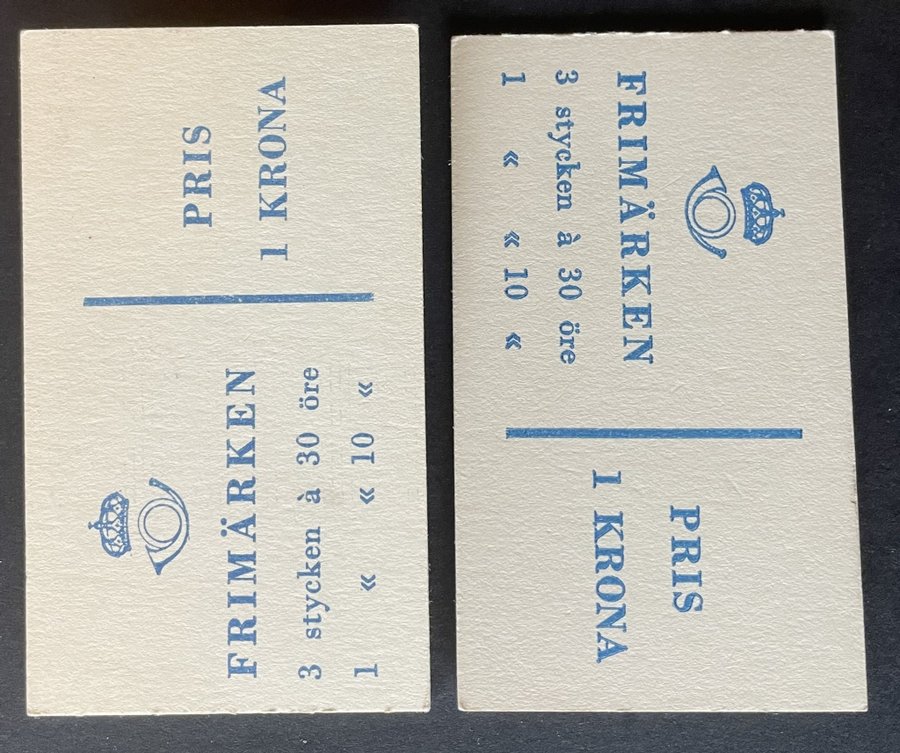 FRIMÄRKEN
3 stycken à 30 öre
1 « « 10 «
PRIS
1 KRONA
FRIMÄRKEN
3 stycken à 30 öre
1 « « 10 «
PRIS
1 KRONA